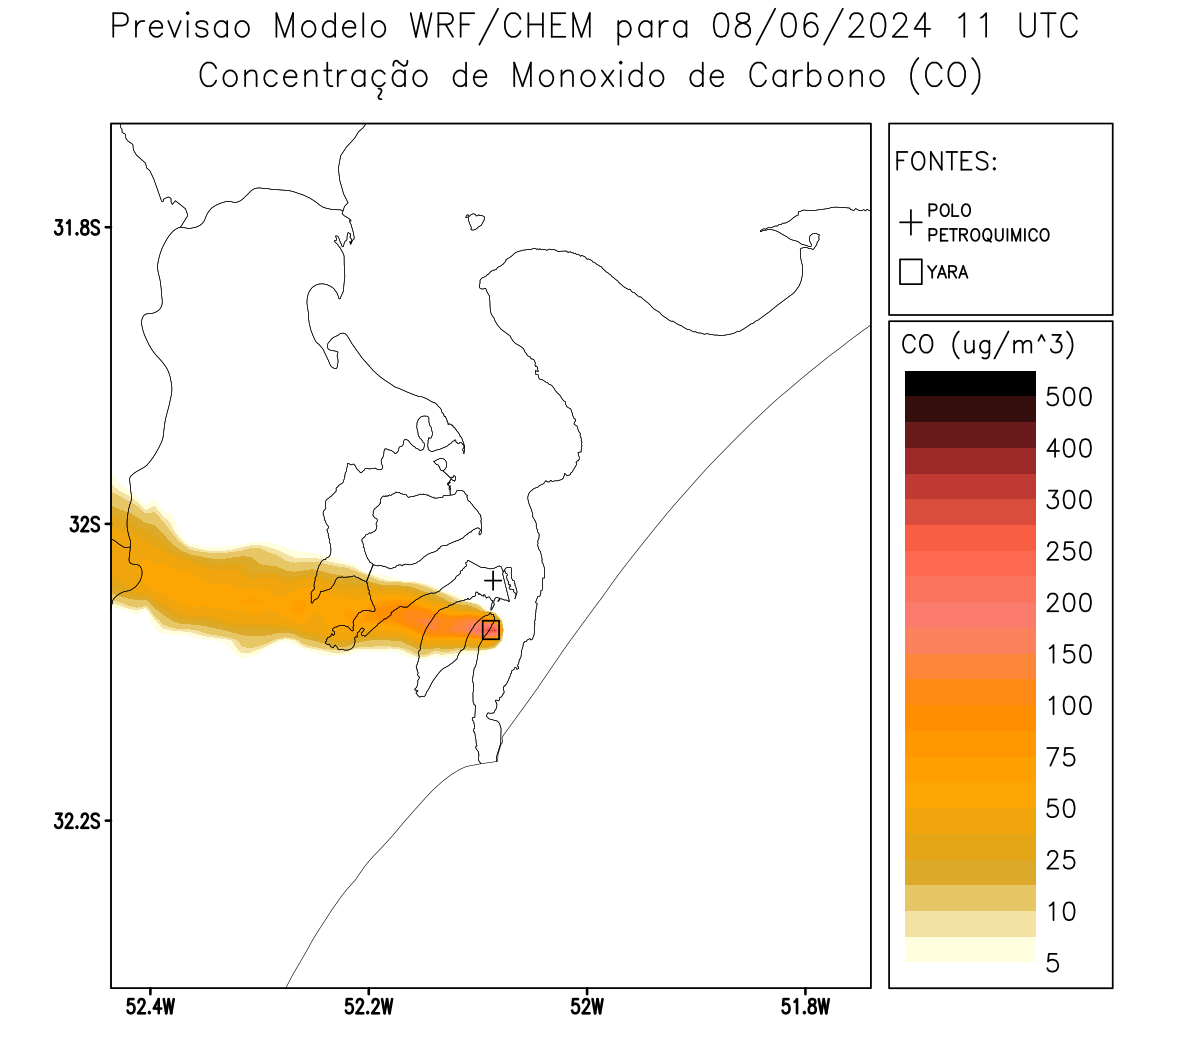 Previsao Modelo WRF/CHEM para 08/06/2024 11 UTC
Concentração de Monoxido de Carbono (CO)
FONTES:
POLO
PETROQUIMICO
YARA
CO (ug/m^3)
500
400
300
250
200
150
100
75
50
25
10
5
31.8S
32S
32.2S
52.4W
52.2W
52W
51.8W